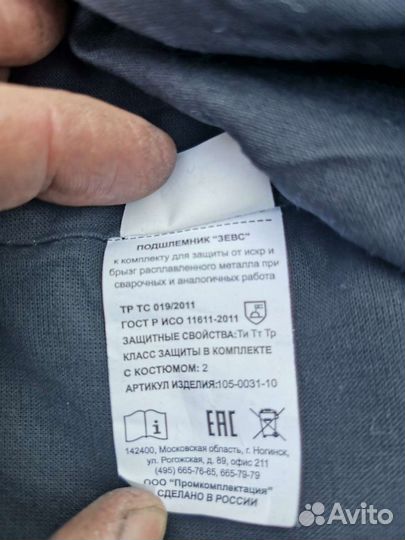 ПОДШЛЕМНИК "ЗЕВС"
к комплекту для защиты от искр и
брызг расплавленного металла при
сварочных и аналогичных работа
ТР ТС 019/2011
ГОСТ Р ИСО 11611-2011
ЗАЩИТНЫЕ СВОЙСТВА: Ти Тт Тр
КЛАСС ЗАЩИТЫ В КОМПЛЕКТЕ
С КОСТЮМОМ: 2
АРТИКУЛ ИЗДЕЛИЯ:105-0031-10
ЕАС
142400, Московская область, г. Ногинск,
ул. Рогожская, д. 89, офис 211
(495) 665-76-65, 665-79-79
ООО "Промкомплектация"
СДЕЛАНО В РОССИИ
Avito